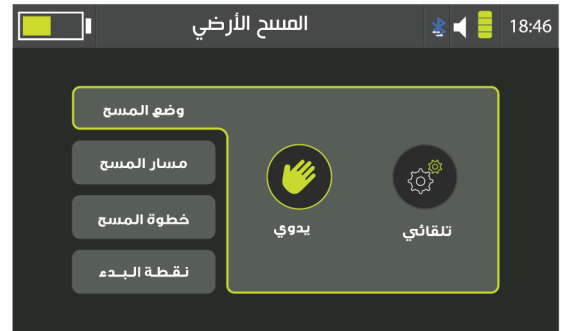 المسح الأرضي
18:46
وضع المسح
مسار المسح
خطوة المسح
نقطة البدء
يدوي
تلقائي